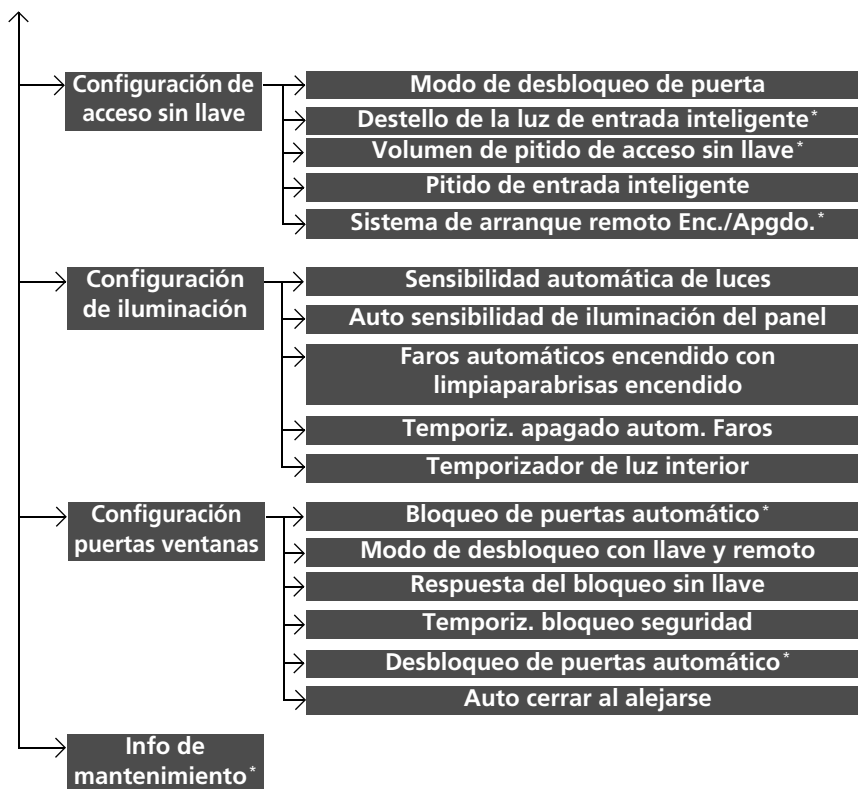 Configuración de
acceso sin llave
Modo de desbloqueo de puerta
Destello de la luz de entrada inteligente*
Volumen de pitido de acceso sin llave*
Pitido de entrada inteligente
Sistema de arranque remoto Enc./Apgdo.*
Configuración
de iluminación
Sensibilidad automática de luces
Auto sensibilidad de iluminación del panel
Faros automáticos encendido con
limpiaparabrisas encendido
Temporiz. apagado autom. Faros
Temporizador de luz interior
Configuración
puertas ventanas
Bloqueo de puertas automático*
Modo de desbloqueo con llave y remoto
Respuesta del bloqueo sin llave
Temporiz. bloqueo seguridad
Desbloqueo de puertas automático*
Auto cerrar al alejarse
Info de
mantenimiento*